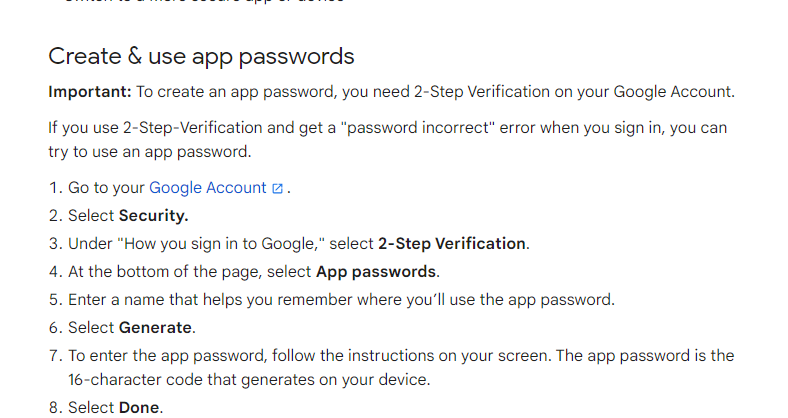 Create & use app passwords
Important: To create an app password, you need 2-Step Verification on your Google Account.
If you use 2-Step-Verification and get a "password incorrect" error when you sign in, you can
try to use an app password.
1. Go to your Google Account .
2. Select Security.
3. Under "How you sign in to Google," select 2-Step Verification.
4. At the bottom of the page, select App passwords.
5. Enter a name that helps you remember where you’ll use the app password.
6. Select Generate.
7. To enter the app password, follow the instructions on your screen. The app password is the
16-character code that generates on your device.
8. Select Done.